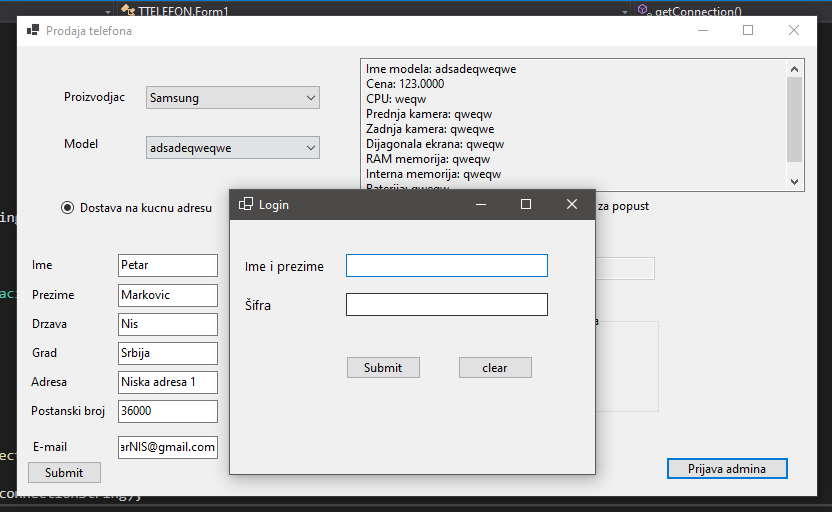 TTELEFON.Form1
getConnection()
Prodaja telefona
Proizvodjac
Samsung
Model
adsadeqweqwe
Ime modela: adsadeqweqwe
Cena: 123.0000
CPU: weqw
Prednja kamera: qweqw
Zadnja kamera: qweqwe
Dijagonala ekrana: qweqw
RAM memorija: qweqw
Interna memorija: qweqw
Dostava na kucnu adresu
za popust
Login
Ime i prezime
Šifra
Submit
clear
Ime
Petar
Prezime
Markovic
Drzava
Nis
Grad
Srbija
Adresa
Niska adresa 1
Postanski broj
36000
E-mail
arNIS@gmail.com
Submit
Prijava admina